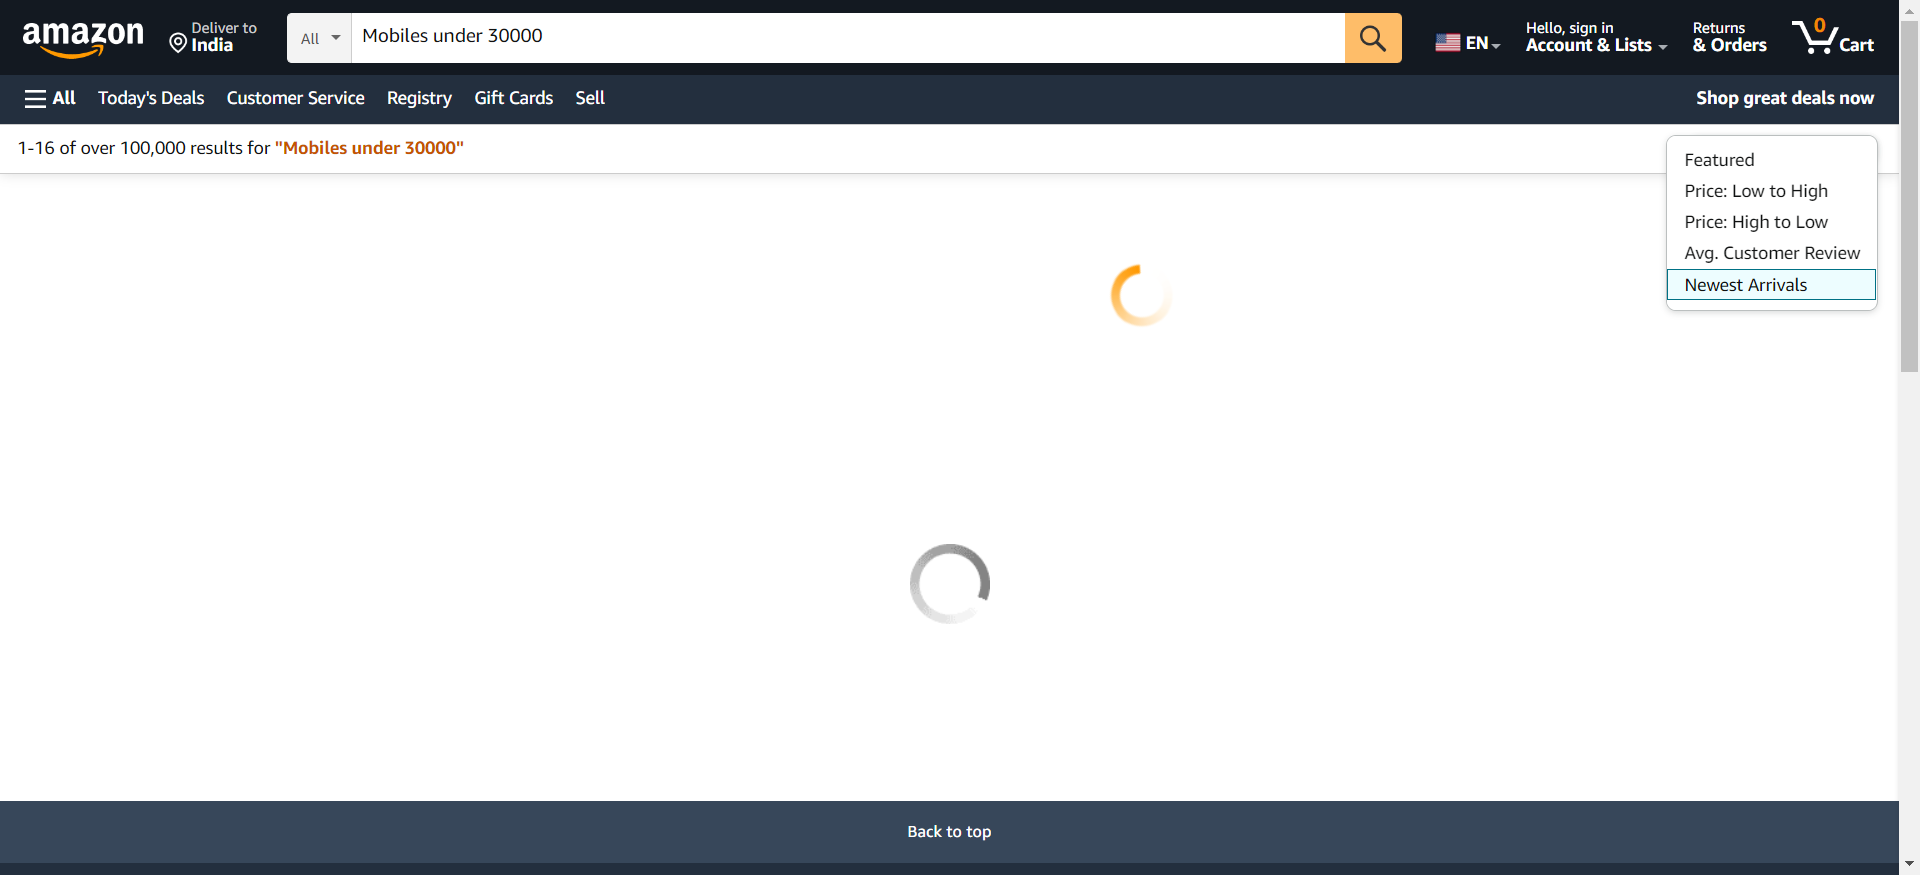 amazon
Deliver to
India
All
Mobiles under 30000
EN
Hello, sign in
Account & Lists
Returns
& Orders
0
Cart
All
Today's Deals
Customer Service
Registry
Gift Cards
Sell
Shop great deals now
1-16 of over 100,000 results for "Mobiles under 30000"
Featured
Price: Low to High
Price: High to Low
Avg. Customer Review
Newest Arrivals
Back to top